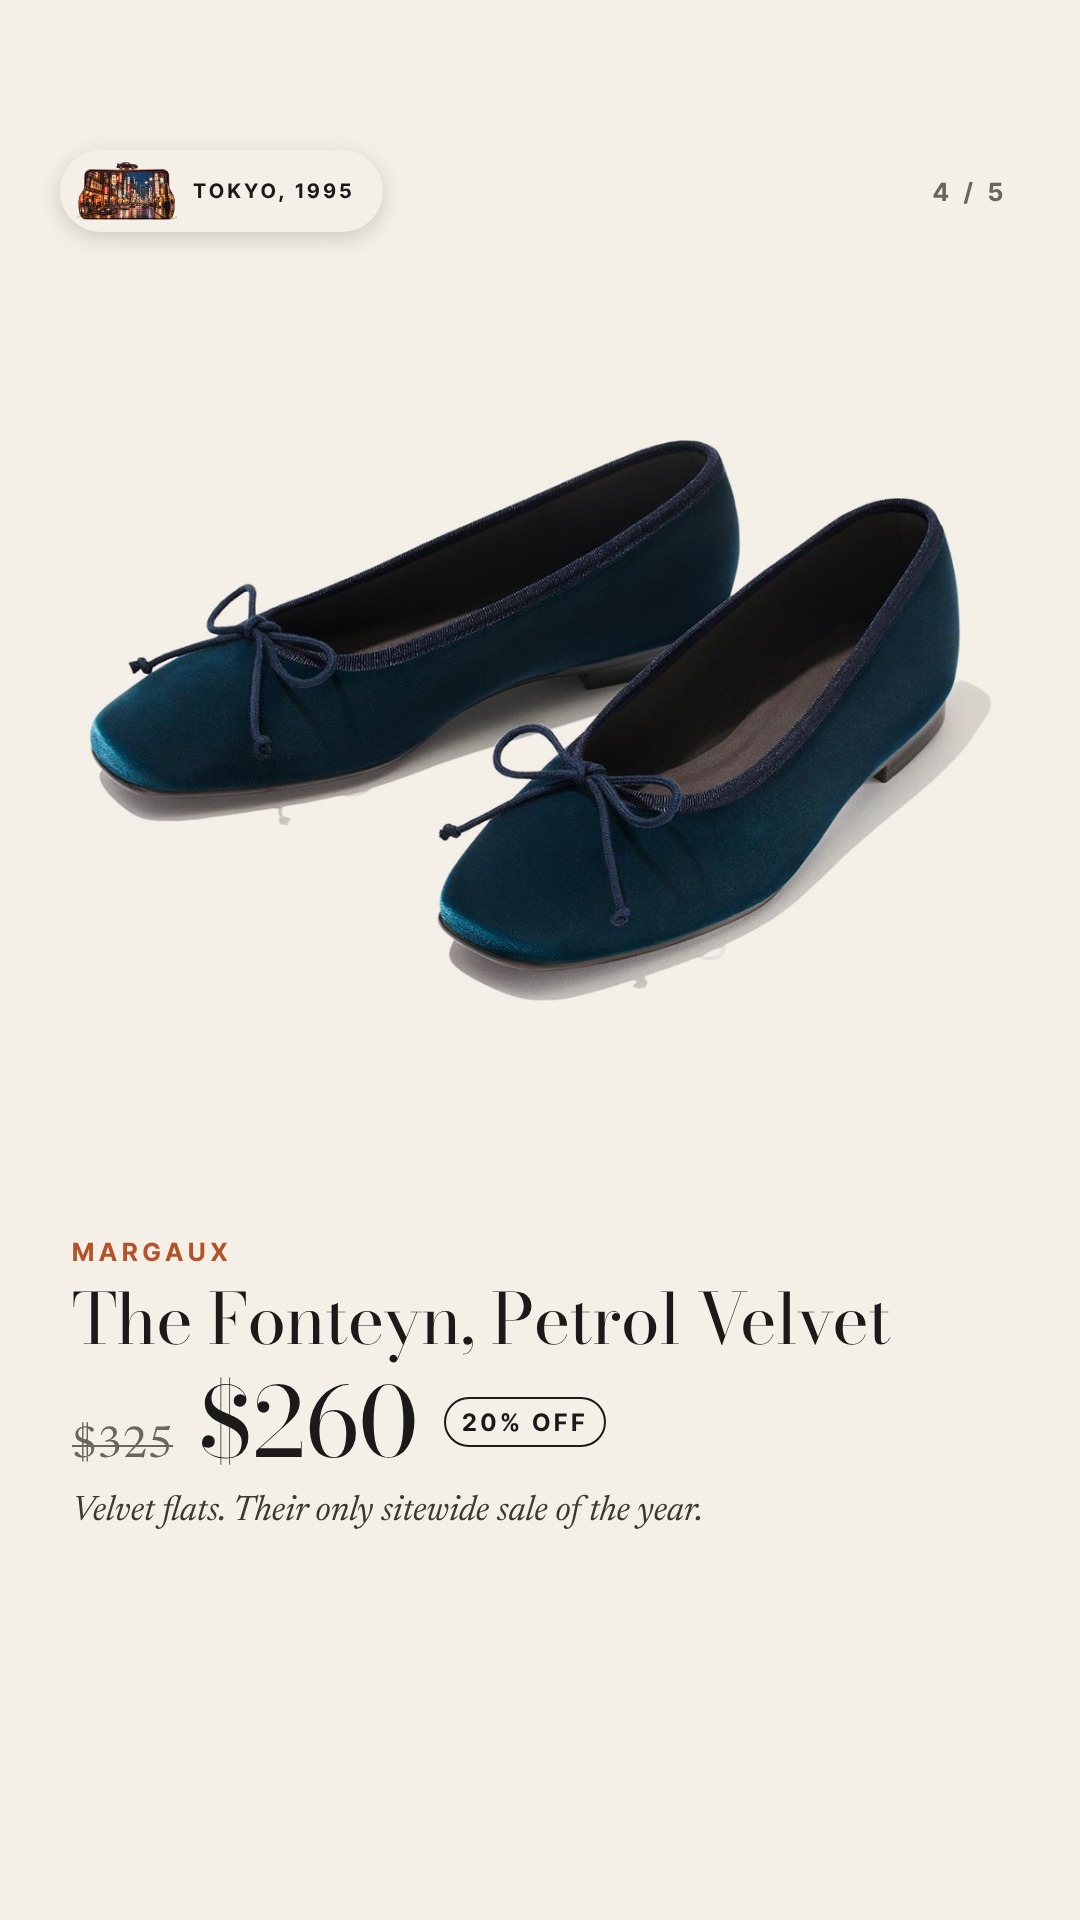 TOKYO, 1995
4 / 5
MARGAUX
The Fonteyn, Petrol Velvet
$325 $260 20% OFF
Velvet flats. Their only sitewide sale of the year.